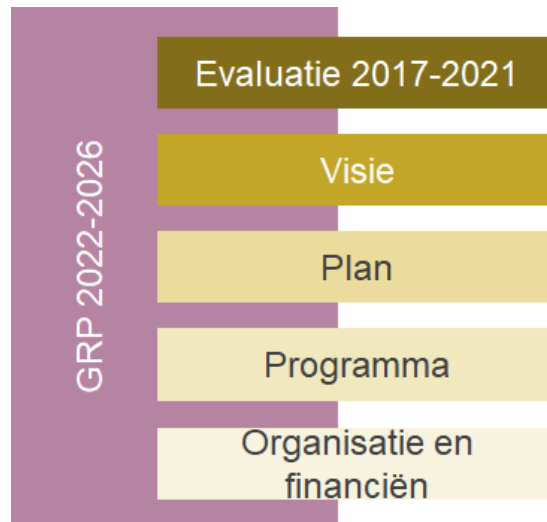 GRP 2022-2026
Evaluatie 2017-2021
Visie
Plan
Programma
Organisatie en
financiën